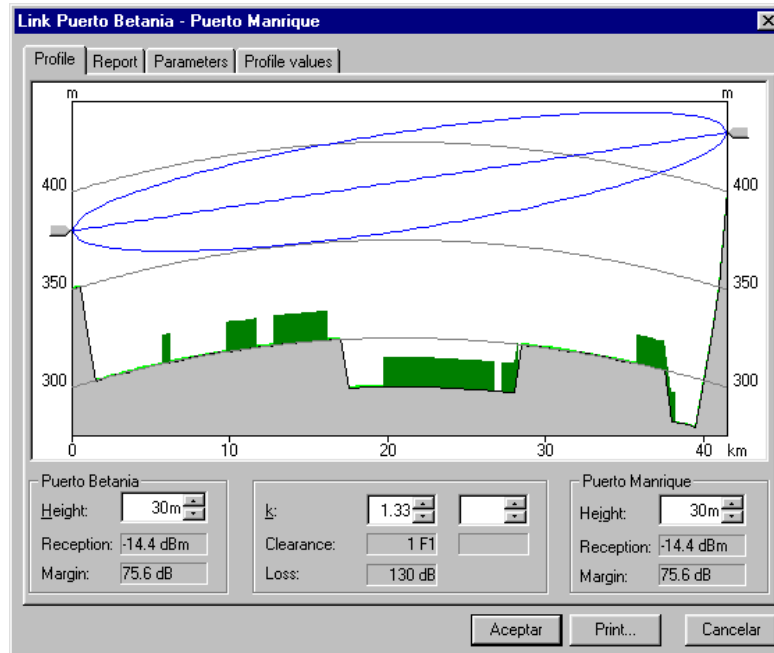 Link Puerto Betania - Puerto Manrique
Profile Report Parameters Profile values
m m
400 400
350 350
300 300
0 10 20 30 40 km
Puerto Betania
Height: 30m
Reception: -14.4 dBm
Margin: 75.6 dB
k: 1.33
Clearance: 1 F1
Loss: 130 dB
Puerto Manrique
Height: 30m
Reception: -14.4 dBm
Margin: 75.6 dB
Aceptar Print... Cancelar